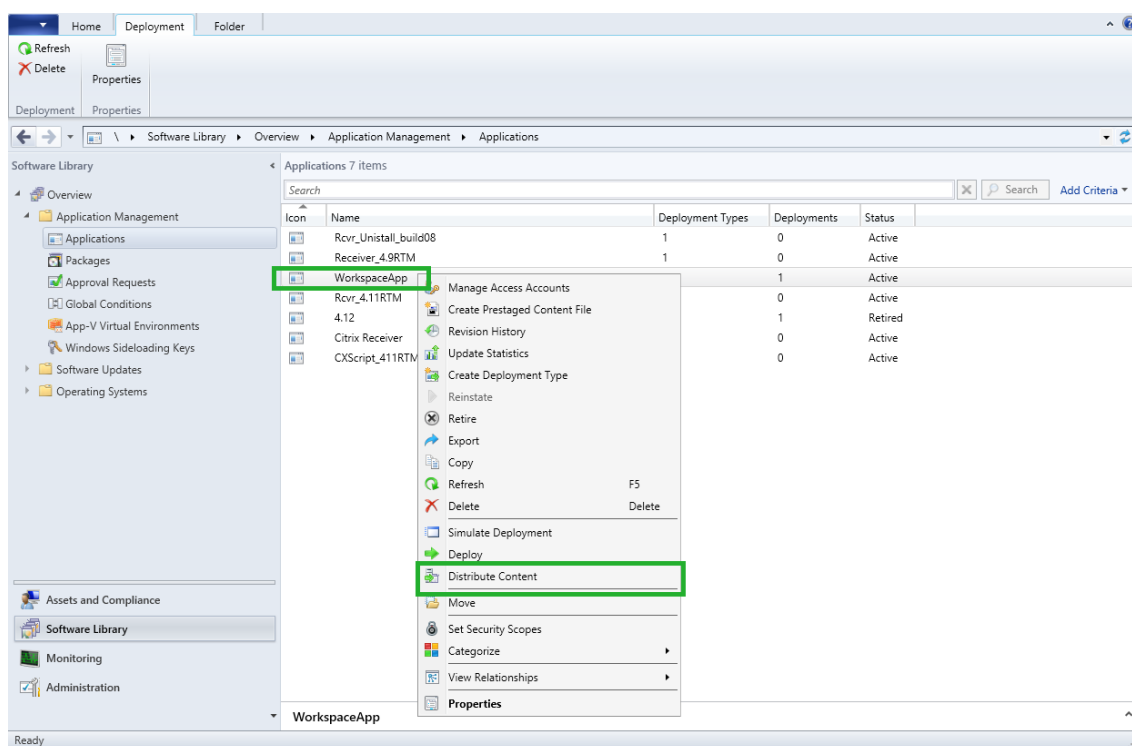 Home Deployment Folder
Refresh
Delete
Properties
Deployment Properties
\ Software Library Overview Application Management Applications
Software Library
Overview
Application Management
Applications
Packages
Approval Requests
Global Conditions
App-V Virtual Environments
Windows Sideloading Keys
Software Updates
Operating Systems
Assets and Compliance
Software Library
Monitoring
Administration
Applications 7 items
Search Search Add Criteria
Icon Name Deployment Types Deployments Status
Rcvr_Unistall_build08 1 0 Active
Receiver_4.9RTM 1 0 Active
WorkspaceApp 1 Active
Rcvr_4.11RTM 0 Active
4.12 1 Retired
Citrix Receiver 0 Active
CXScript_411RTM 0 Active
Manage Access Accounts
Create Prestaged Content File
Revision History
Update Statistics
Create Deployment Type
Reinstate
Retire
Export
Copy
Refresh F5
Delete Delete
Simulate Deployment
Deploy
Distribute Content
Move
Set Security Scopes
Categorize
View Relationships
Properties
WorkspaceApp
Ready